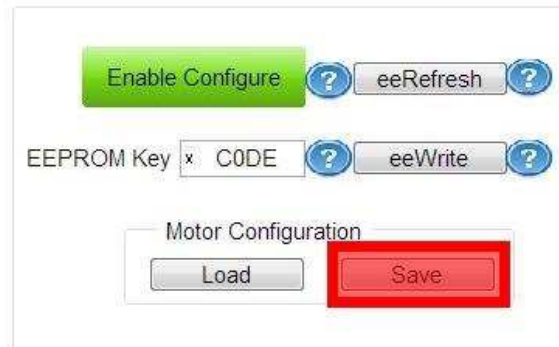 Enable Configure ? eeRefresh ?
EEPROM Key x C0DE ? eeWrite ?
Motor Configuration
Load Save